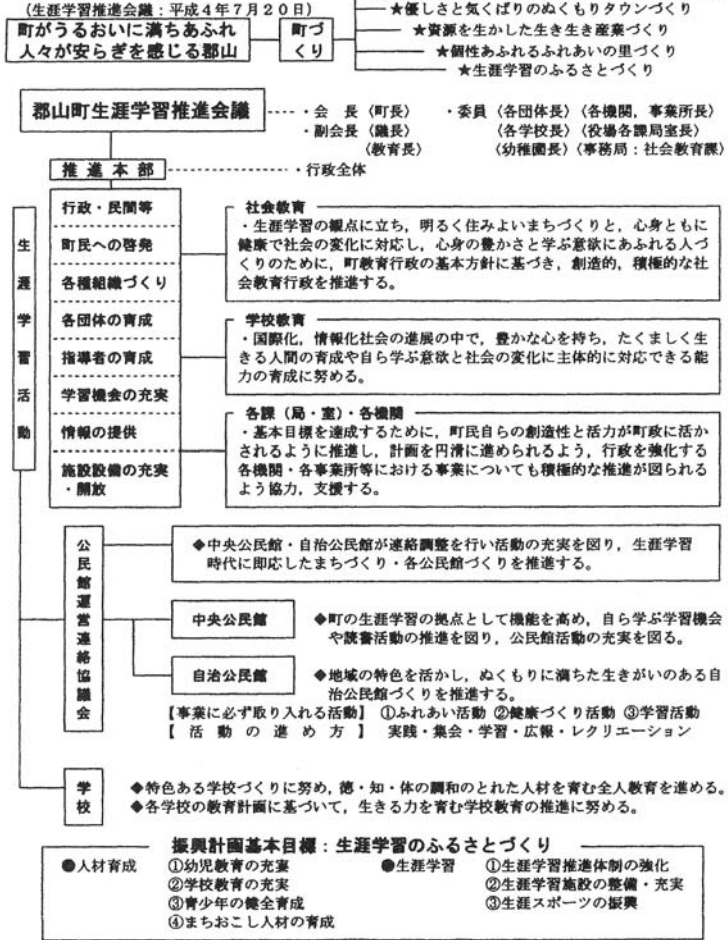 (生涯学習推進会議：平成４年７月２０日)
★優しさと気くばりのぬくもりタウンづくり
町がうるおいに満ちあふれ
人々が安らぎを感じる郡山
町づ
くり
★資源を生かした生き生き産業づくり
★個性あふれるふれあいの里づくり
★生涯学習のふるさとづくり
郡山町生涯学習推進会議
・会　長〈町長〉
・副会長〈議長〉
〈教育長〉
・委員〈各団体長〉〈各機関，事業所長〉
〈各学校長〉〈役場各課局室長〉
〈幼稚園長〉〈事務局：社会教育課〉
推進本部
・行政全体
生涯学習活動
行政・民間等
町民への啓発
各種組織づくり
各団体の育成
指導者の育成
学習機会の充実
情報の提供
施設設備の充実
・開放
社会教育
・生涯学習の観点に立ち，明るく住みよいまちづくりと，心身ともに
健康で社会の変化に対応し，心身の豊かさと学ぶ意欲にあふれる人づ
くりのために，町教育行政の基本方針に基づき，創造的，積極的な社
会教育行政を推進する。
学校教育
・国際化，情報化社会の進展の中で，豊かな心を持ち，たくましく生
きる人間の育成や自ら学ぶ意欲と社会の変化に主体的に対応できる能
力の育成に努める。
各課（局・室）・各機関
・基本目標を達成するために，町民自らの創造性と活力が町政に活か
されるように推進し，計画を円滑に進められるよう，行政を強化する
各機関・各事業所等における事業についても積極的な推進が図られる
よう協力，支援する。
公民館運営連絡協議会
◆中央公民館・自治公民館が連絡調整を行い活動の充実を図り，生涯学習
時代に即応したまちづくり・各公民館づくりを推進する。
中央公民館
◆町の生涯学習の拠点として機能を高め，自ら学ぶ学習機会
や読書活動の推進を図り，公民館活動の充実を図る。
自治公民館
◆地域の特色を活かし，ぬくもりに満ちた生きがいのある自
治公民館づくりを推進する。
【事業に必ず取り入れる活動】①ふれあい活動 ②健康づくり活動 ③学習活動
【活動の進め方】　実践・集会・学習・広報・レクリエーション
学校
◆特色ある学校づくりに努め，徳・知・体の調和のとれた人材を育む全人教育を進める。
◆各学校の教育計画に基づいて，生きる力を育む学校教育の推進に努める。
振興計画基本目標：生涯学習のふるさとづくり
●人材育成
①幼児教育の充実
②学校教育の充実
③青少年の健全育成
④まちおこし人材の育成
●生涯学習
①生涯学習推進体制の強化
②生涯学習施設の整備・充実
③生涯スポーツの振興